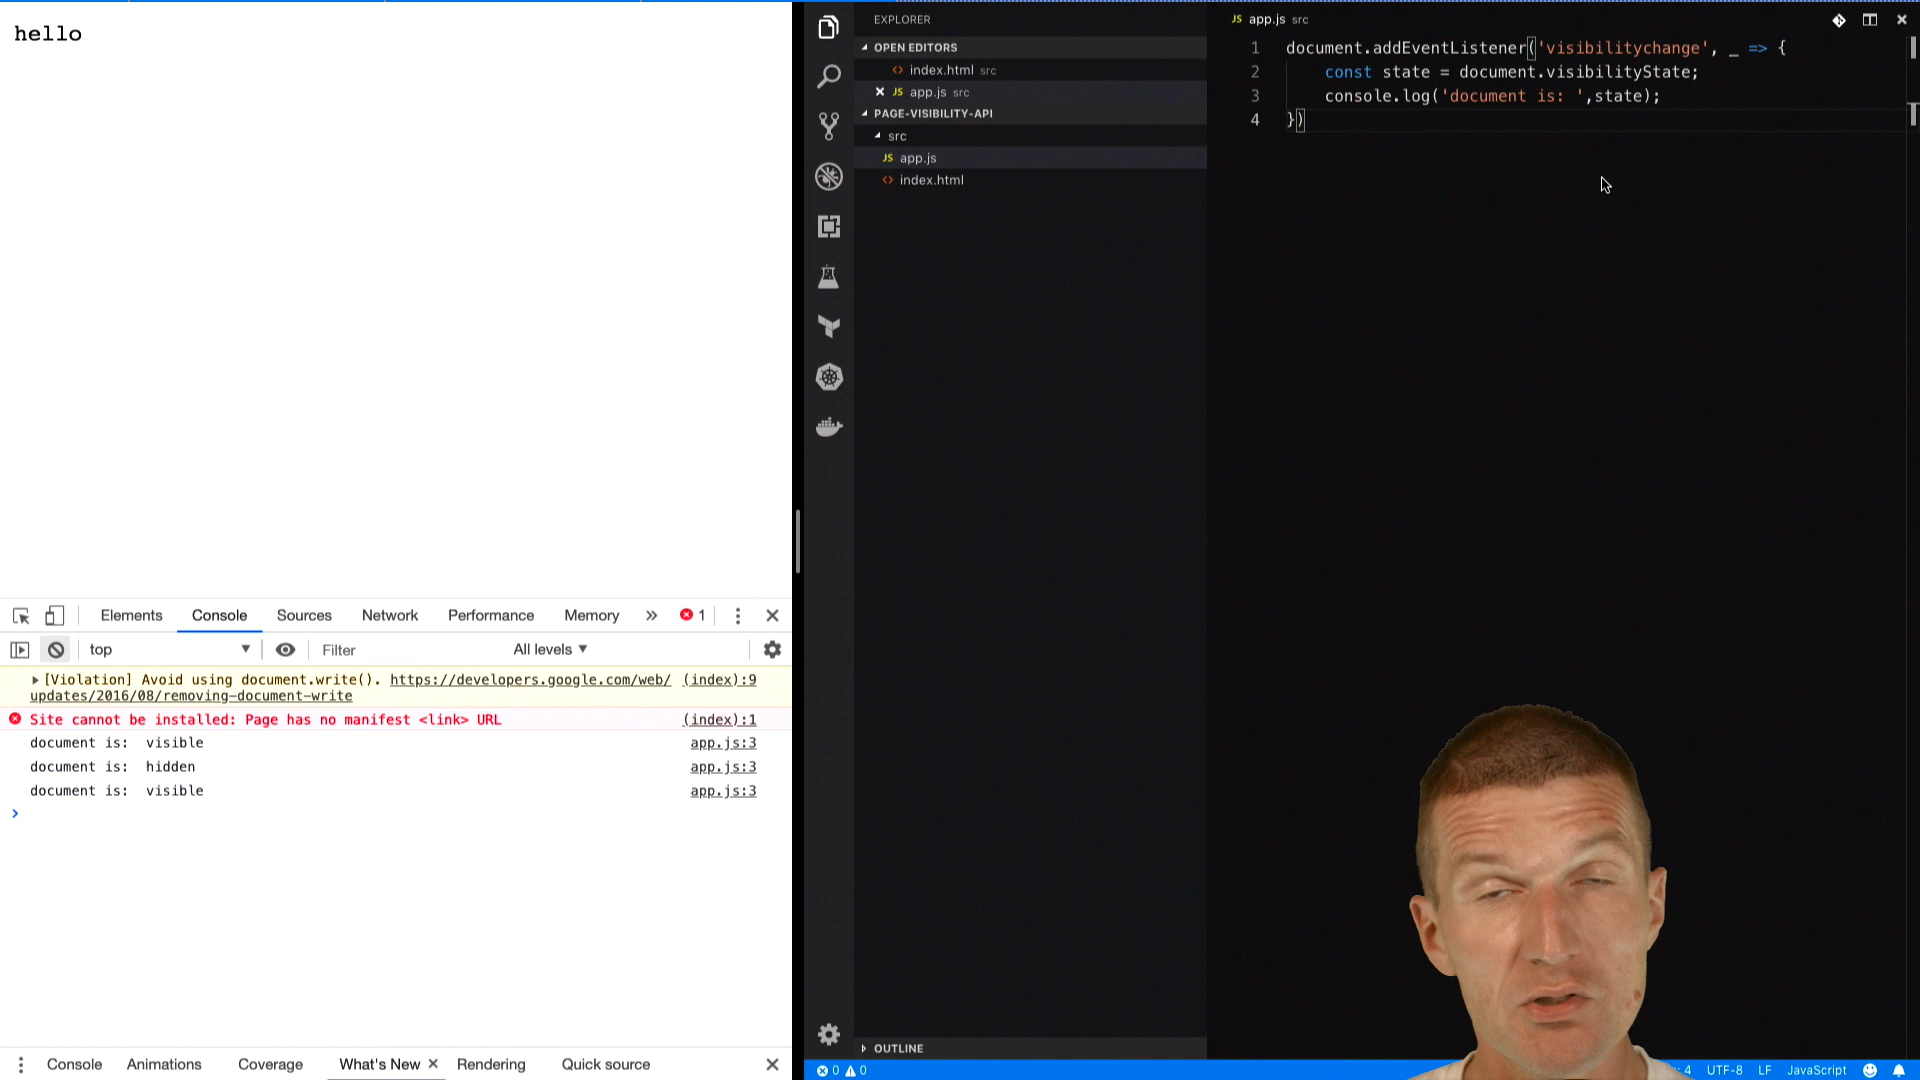 hello
Elements Console Sources Network Performance Memory » 1
top ▼ Filter All levels ▼
[Violation] Avoid using document.write(). https://developers.google.com/web/ (index):9
updates/2016/08/removing-document-write
Site cannot be installed: Page has no manifest <link> URL (index):1
document is:  visible app.js:3
document is:  hidden app.js:3
document is:  visible app.js:3
>
Console Animations Coverage What's New × Rendering Quick source
EXPLORER
OPEN EDITORS
<> index.html src
× JS app.js src
PAGE-VISIBILITY-API
src
JS app.js
<> index.html
OUTLINE
JS app.js src
1 document.addEventListener('visibilitychange', _ => {
2 const state = document.visibilityState;
3 console.log('document is: ',state);
4 })
0 0 : 4 UTF-8 LF JavaScript